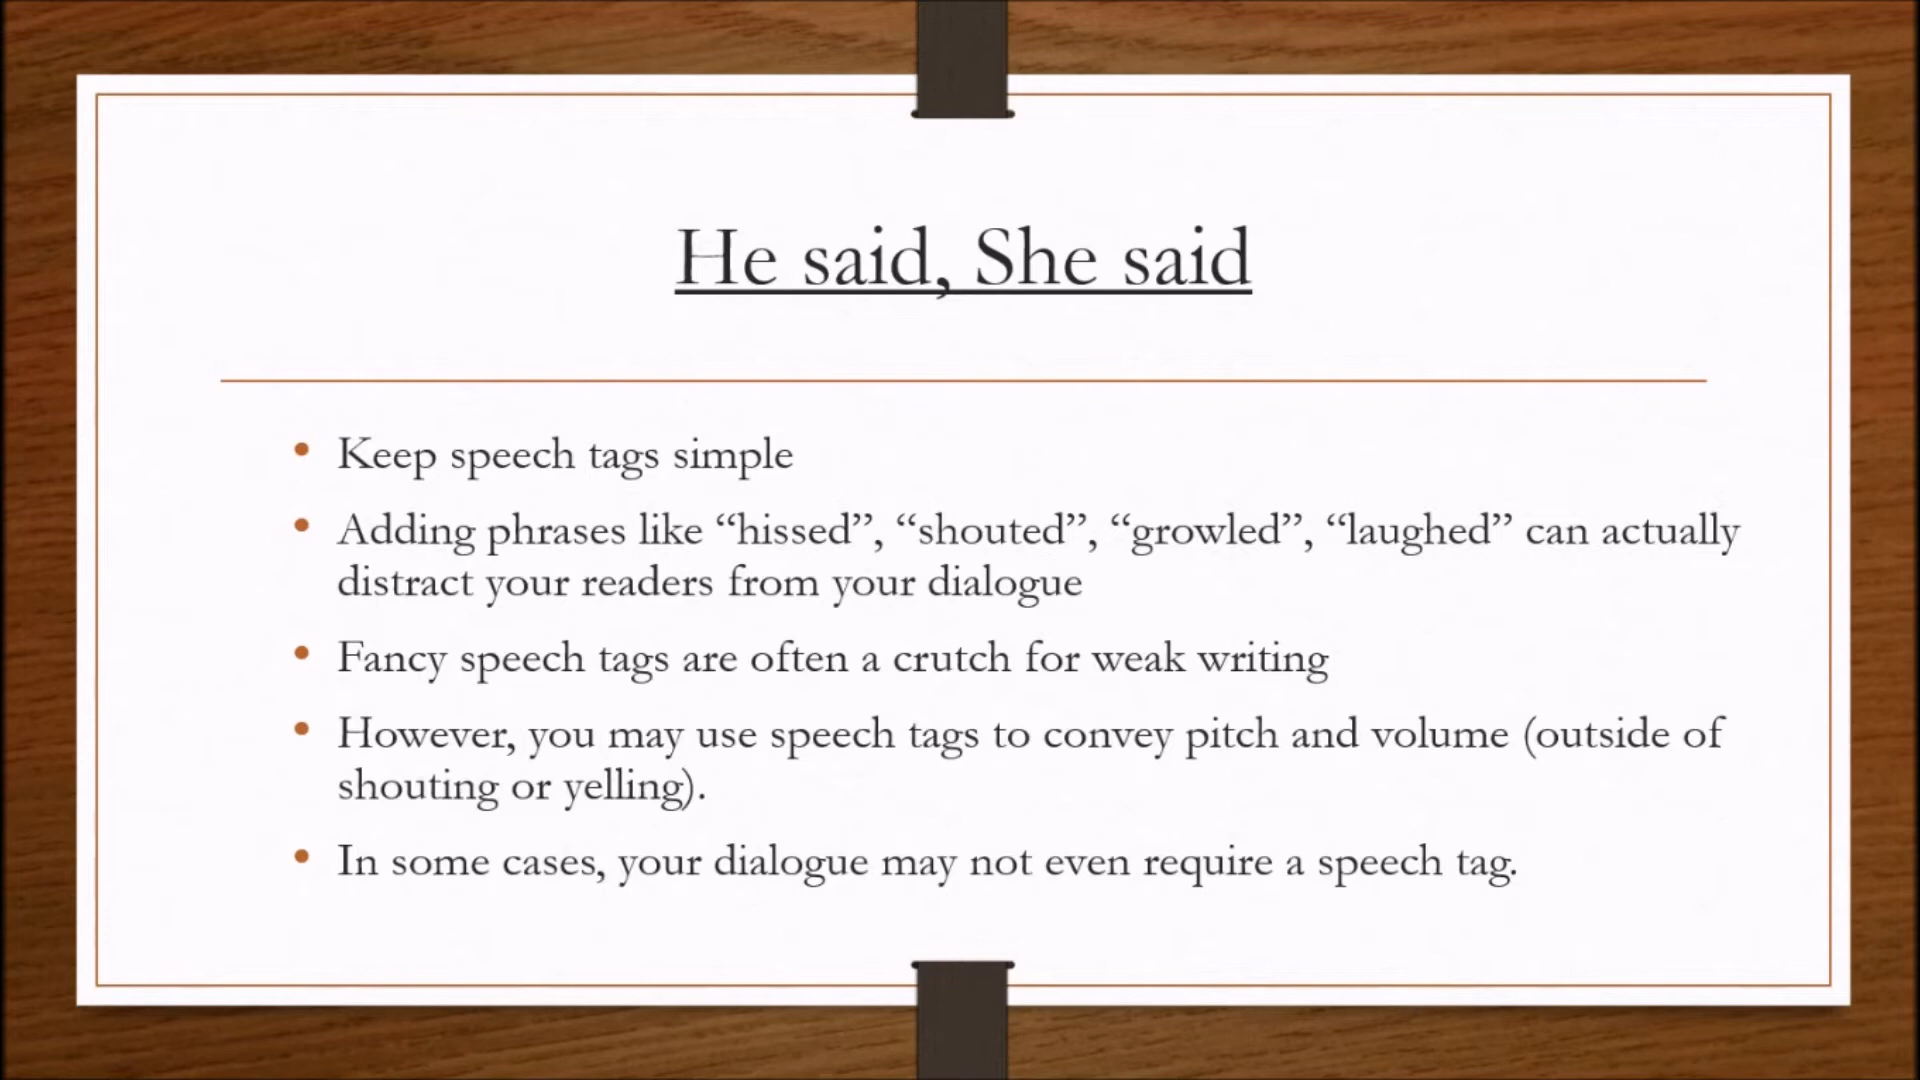 He said, She said
• Keep speech tags simple
• Adding phrases like “hissed”, “shouted”, “growled”, “laughed” can actually
distract your readers from your dialogue
• Fancy speech tags are often a crutch for weak writing
• However, you may use speech tags to convey pitch and volume (outside of
shouting or yelling).
• In some cases, your dialogue may not even require a speech tag.